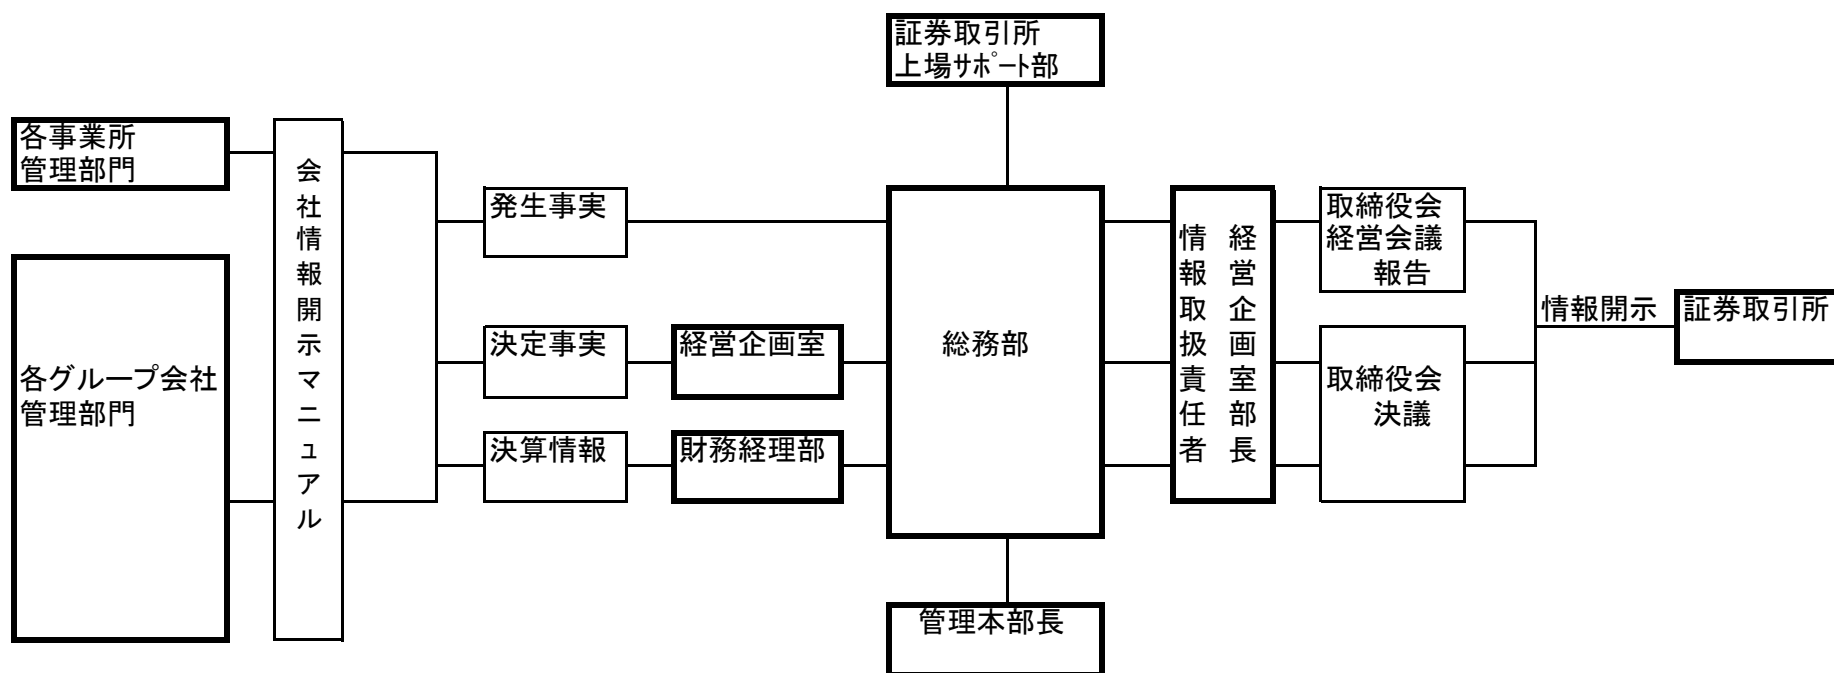 証券取引所
上場ｻﾎﾟｰﾄ部
各事業所
管理部門
各グループ会社
管理部門
会社情報開示マニュアル
発生事実
決定事実
経営企画室
決算情報
財務経理部
総務部
経営企画室部長
情報取扱責任者
取締役会
経営会議
報告
取締役会
決議
情報開示
証券取引所
管理本部長